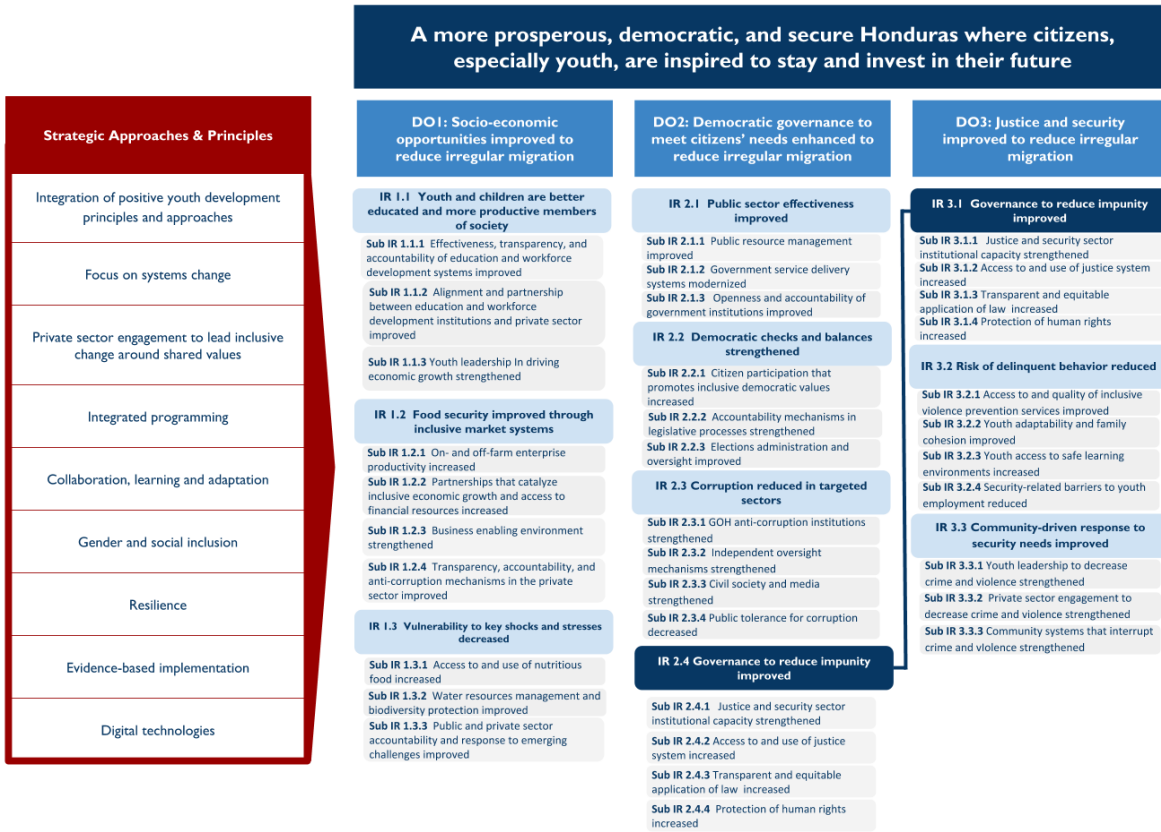 A more prosperous, democratic, and secure Honduras where citizens,
especially youth, are inspired to stay and invest in their future
Strategic Approaches & Principles
Integration of positive youth development
principles and approaches
Focus on systems change
Private sector engagement to lead inclusive
change around shared values
Integrated programming
Collaboration, learning and adaptation
Gender and social inclusion
Resilience
Evidence-based implementation
Digital technologies
DO1: Socio-economic
opportunities improved to
reduce irregular migration
IR 1.1 Youth and children are better
educated and more productive members
of society
Sub IR 1.1.1 Effectiveness, transparency, and
accountability of education and workforce
development systems improved
Sub IR 1.1.2 Alignment and partnership
between education and workforce
development institutions and private sector
improved
Sub IR 1.1.3 Youth leadership In driving
economic growth strengthened
IR 1.2 Food security improved through
inclusive market systems
Sub IR 1.2.1 On- and off-farm enterprise
productivity increased
Sub IR 1.2.2 Partnerships that catalyze
inclusive economic growth and access to
financial resources increased
Sub IR 1.2.3 Business enabling environment
strengthened
Sub IR 1.2.4 Transparency, accountability, and
anti-corruption mechanisms in the private
sector improved
IR 1.3 Vulnerability to key shocks and stresses
decreased
Sub IR 1.3.1 Access to and use of nutritious
food increased
Sub IR 1.3.2 Water resources management and
biodiversity protection improved
Sub IR 1.3.3 Public and private sector
accountability and response to emerging
challenges improved
DO2: Democratic governance to
meet citizens' needs enhanced to
reduce irregular migration
IR 2.1 Public sector effectiveness
improved
Sub IR 2.1.1 Public resource management
improved
Sub IR 2.1.2 Government service delivery
systems modernized
Sub IR 2.1.3 Openness and accountability of
government institutions improved
IR 2.2 Democratic checks and balances
strengthened
Sub IR 2.2.1 Citizen participation that
promotes inclusive democratic values
increased
Sub IR 2.2.2 Accountability mechanisms in
legislative processes strengthened
Sub IR 2.2.3 Elections administration and
oversight improved
IR 2.3 Corruption reduced in targeted
sectors
Sub IR 2.3.1 GOH anti-corruption institutions
strengthened
Sub IR 2.3.2 Independent oversight
mechanisms strengthened
Sub IR 2.3.3 Civil society and media
strengthened
Sub IR 2.3.4 Public tolerance for corruption
decreased
IR 2.4 Governance to reduce impunity
improved
Sub IR 2.4.1 Justice and security sector
institutional capacity strengthened
Sub IR 2.4.2 Access to and use of justice
system increased
Sub IR 2.4.3 Transparent and equitable
application of law increased
Sub IR 2.4.4 Protection of human rights
increased
DO3: Justice and security
improved to reduce irregular
migration
IR 3.1 Governance to reduce impunity
improved
Sub IR 3.1.1 Justice and security sector
institutional capacity strengthened
Sub IR 3.1.2 Access to and use of justice system
increased
Sub IR 3.1.3 Transparent and equitable
application of law increased
Sub IR 3.1.4 Protection of human rights
increased
IR 3.2 Risk of delinquent behavior reduced
Sub IR 3.2.1 Access to and quality of inclusive
violence prevention services improved
Sub IR 3.2.2 Youth adaptability and family
cohesion improved
Sub IR 3.2.3 Youth access to safe learning
environments increased
Sub IR 3.2.4 Security-related barriers to youth
employment reduced
IR 3.3 Community-driven response to
security needs improved
Sub IR 3.3.1 Youth leadership to decrease
crime and violence strengthened
Sub IR 3.3.2 Private sector engagement to
decrease crime and violence strengthened
Sub IR 3.3.3 Community systems that interrupt
crime and violence strengthened